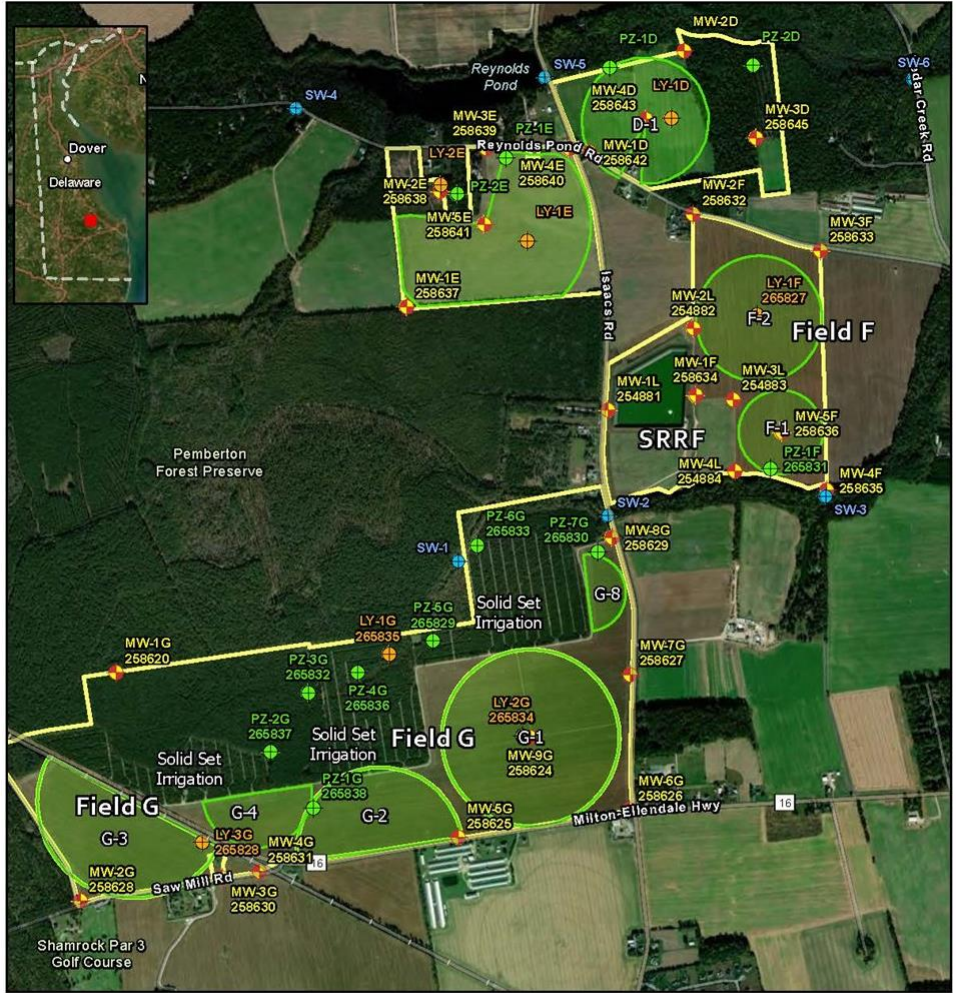 N
Dover
Delaware
MW-2D
PZ-1D
PZ-2D
SW-5
Reynolds
Pond
SW-6
Cedar Creek Rd
SW-4
MW-4D
258643
LY-1D
D-1
MW-3D
258645
MW-3E
258639
PZ-1E
Reynolds Pond Rd
MW-1D
258642
LY-2E
MW-4E
258640
MW-2E
258638
PZ-2E
MW-2F
258632
MW-5E
258641
LY-1E
MW-3F
258633
MW-1E
258637
Isaacs Rd
LY-1F
265827
MW-2L
254882
F-2
Field F
MW-1F
258634
MW-3L
254883
MW-1L
254881
MW-5F
258636
F-1
SRRF
PZ-1F
265831
MW-4L
254884
MW-4F
258635
SW-3
Pemberton
Forest Preserve
SW-2
PZ-6G
265833
PZ-7G
265830
MW-8G
258629
SW-1
G-8
Solid Set
Irrigation
PZ-5G
265829
LY-1G
265835
MW-1G
258620
PZ-3G
265832
MW-7G
258627
PZ-4G
265836
LY-2G
265834
PZ-2G
265837
Field G
G-1
Solid Set
Irrigation
MW-9G
258624
Solid Set
Irrigation
PZ-1G
265838
MW-6G
258626
Field G
G-4
G-2
MW-5G
258625
Milton-Ellendale Hwy
16
G-3
LY-3G
265828
MW-4G
258631
16
MW-2G
258628
Saw Mill Rd
MW-3G
258630
Shamrock Par 3
Golf Course